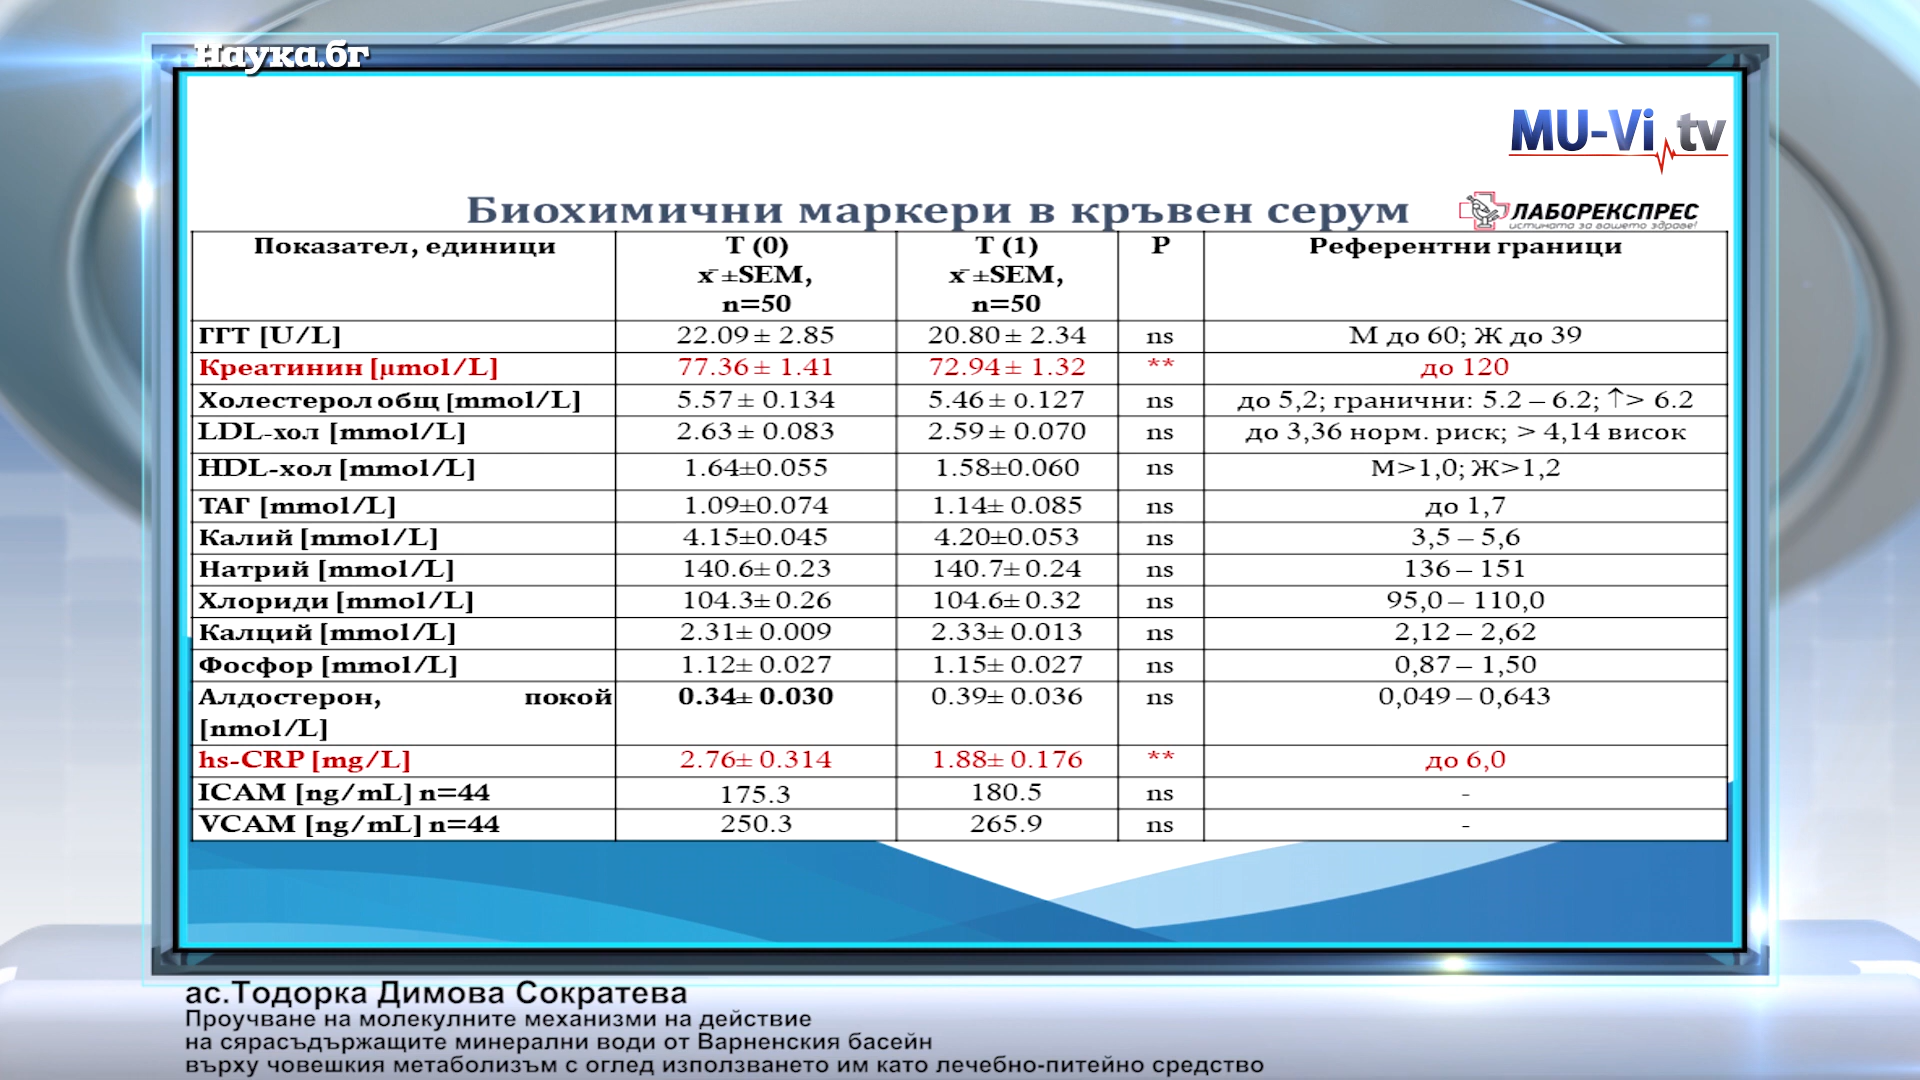 Наука.бг
MU-Vi.tv
Биохимични маркери в кръвен серум
ЛАБОРЕКСПРЕС
истината за вашето здраве!
Показател, единици T (0) T (1) P Референтни граници
x̄ ±SEM, x̄ ±SEM,
n=50 n=50
ГГТ [U/L] 22.09 ± 2.85 20.80 ± 2.34 ns М до 60; Ж до 39
Креатинин [μmol/L] 77.36 ± 1.41 72.94 ± 1.32 ** до 120
Холестерол общ [mmol/L] 5.57 ± 0.134 5.46 ± 0.127 ns до 5,2; гранични: 5.2 – 6.2; ↑> 6.2
LDL-хол [mmol/L] 2.63 ± 0.083 2.59 ± 0.070 ns до 3,36 норм. риск; > 4,14 висок
HDL-хол [mmol/L] 1.64±0.055 1.58±0.060 ns М>1,0; Ж>1,2
ТАГ [mmol/L] 1.09±0.074 1.14± 0.085 ns до 1,7
Калий [mmol/L] 4.15±0.045 4.20±0.053 ns 3,5 – 5,6
Натрий [mmol/L] 140.6± 0.23 140.7± 0.24 ns 136 – 151
Хлориди [mmol/L] 104.3± 0.26 104.6± 0.32 ns 95,0 – 110,0
Калций [mmol/L] 2.31± 0.009 2.33± 0.013 ns 2,12 – 2,62
Фосфор [mmol/L] 1.12± 0.027 1.15± 0.027 ns 0,87 – 1,50
Алдостерон, покой 0.34± 0.030 0.39± 0.036 ns 0,049 – 0,643
[nmol/L]
hs-CRP [mg/L] 2.76± 0.314 1.88± 0.176 ** до 6,0
ICAM [ng/mL] n=44 175.3 180.5 ns -
VCAM [ng/mL] n=44 250.3 265.9 ns -
ас.Тодорка Димова Сократева
Проучване на молекулните механизми на действие
на сярасъдържащите минерални води от Варненския басейн
върху човешкия метаболизъм с оглед използването им като лечебно-питейно средство